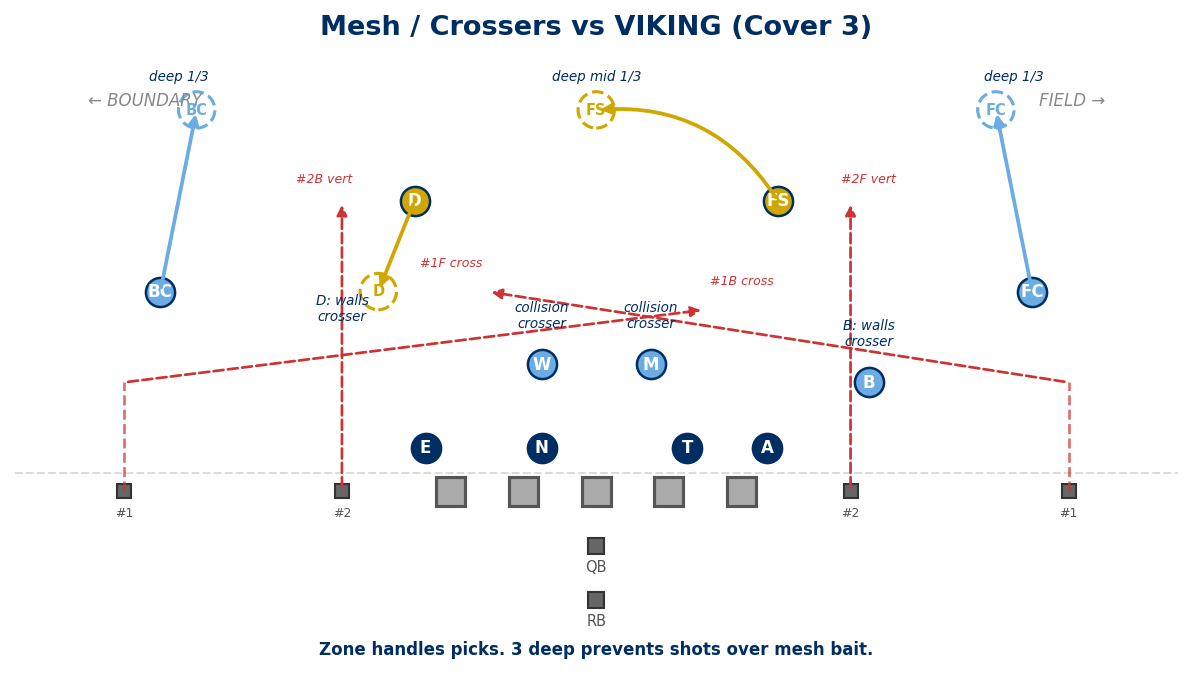 Mesh / Crossers vs VIKING (Cover 3)
deep 1/3
deep mid 1/3
deep 1/3
← BOUNDARY
BC
FS
FC
FIELD →
#2B vert
#2F vert
D
FS
#1F cross
#1B cross
BC
D
FC
D: walls
crosser
collision
crosser
collision
crosser
B: walls
crosser
W
M
B
E
N
T
A
#1
#2
#2
#1
QB
RB
Zone handles picks. 3 deep prevents shots over mesh bait.